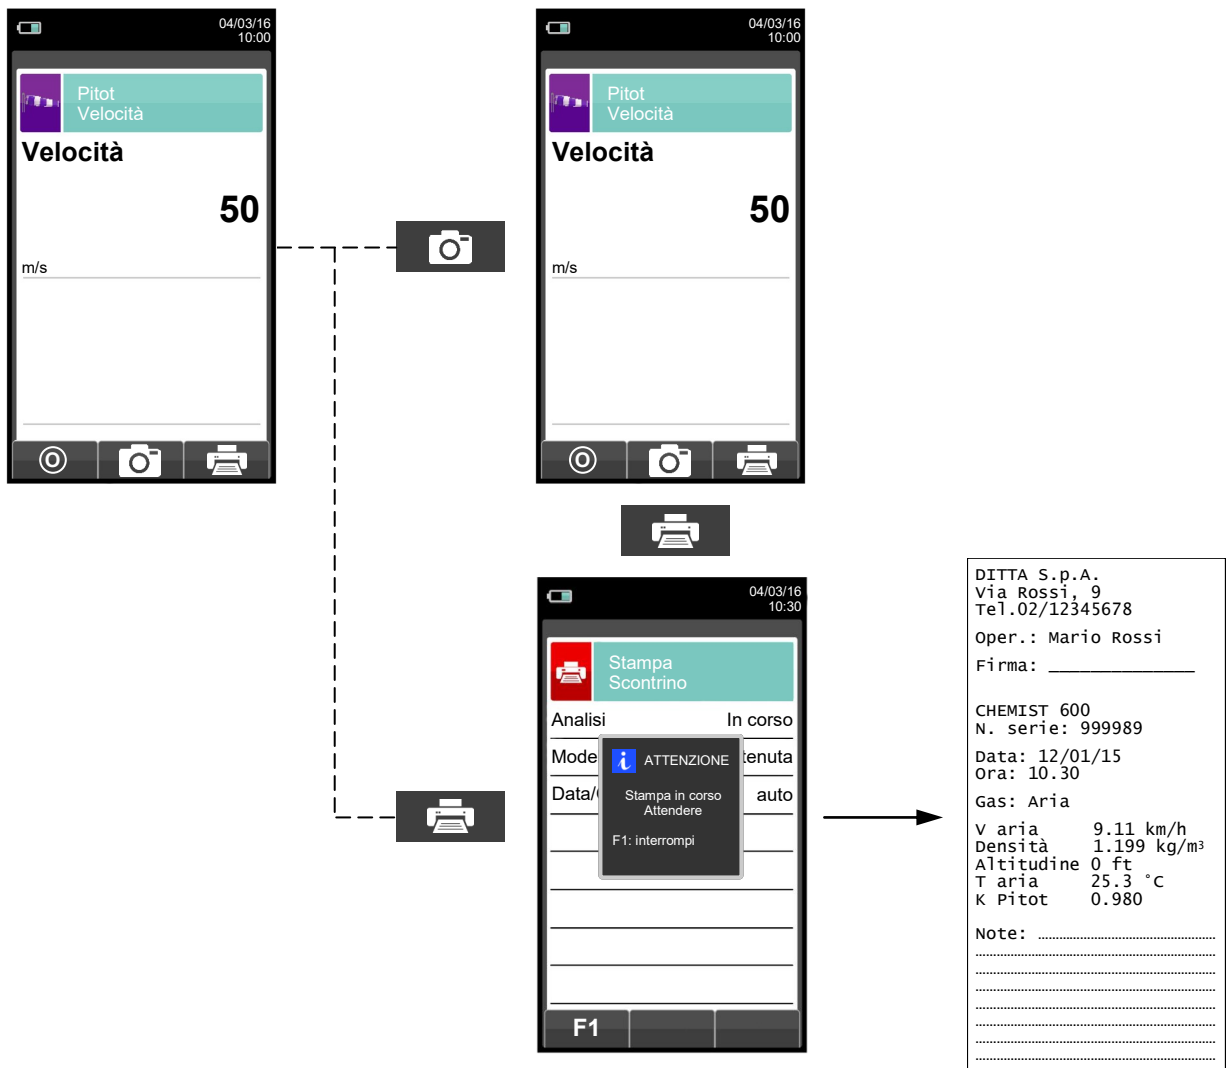 04/03/16
10:00
Pitot
Velocità
Velocità
50
m/s
04/03/16
10:00
Pitot
Velocità
Velocità
50
m/s
04/03/16
10:30
Stampa
Scontrino
Analisi In corso
Mode tenuta
Data/ auto
i ATTENZIONE
Stampa in corso
Attendere
F1: interrompi
F1
DITTA S.p.A.
Via Rossi, 9
Tel.02/12345678
Oper.: Mario Rossi
Firma: ______________
CHEMIST 600
N. serie: 999989
Data: 12/01/15
Ora: 10.30
Gas: Aria
V aria 9.11 km/h
Densità 1.199 kg/m³
Altitudine 0 ft
T aria 25.3 °C
K Pitot 0.980
Note: